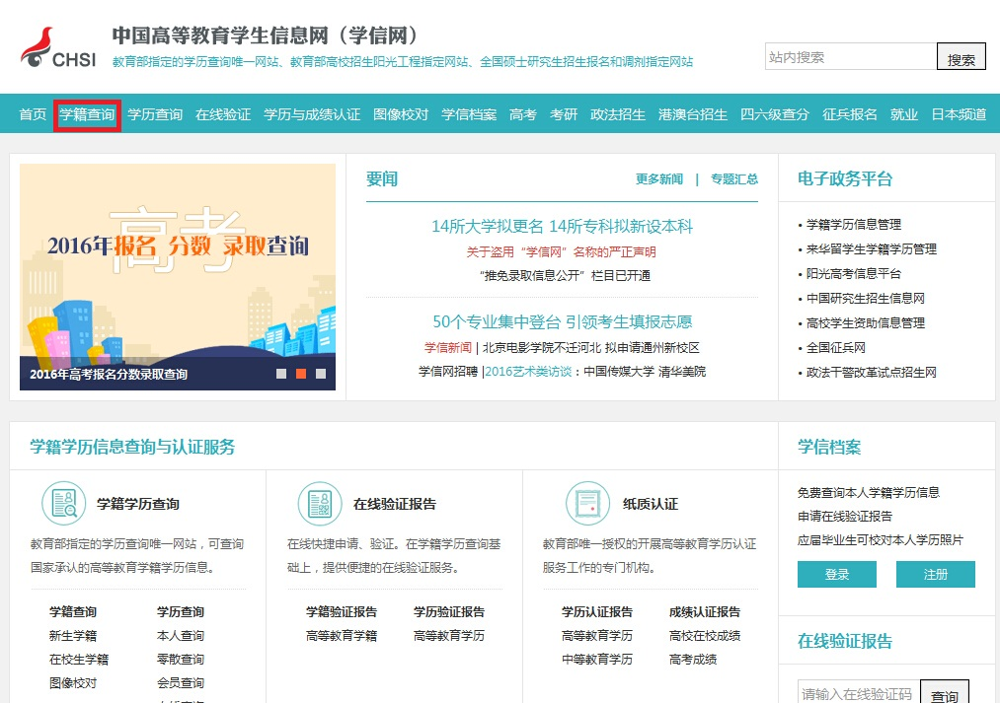 CHSI
中国高等教育学生信息网（学信网）
教育部指定的学历查询唯一网站、教育部高校招生阳光工程指定网站、全国硕士研究生招生报名和调剂指定网站
站内搜索 搜索
首页 学籍查询 学历查询 在线验证 学历与成绩认证 图像校对 学信档案 高考 考研 政法招生 港澳台招生 四六级查分 征兵报名 就业 日本频道
高考
2016年报名 分数 录取查询
2016年高考报名分数录取查询
要闻 更多新闻 | 专题汇总
14所大学拟更名 14所专科拟新设本科
关于盗用“学信网”名称的严正声明
“推免录取信息公开”栏目已开通
50个专业集中登台 引领考生填报志愿
学信新闻 | 北京电影学院不迁河北 拟申请通州新校区
学信网招聘 |2016艺术类访谈：中国传媒大学 清华美院
电子政务平台
• 学籍学历信息管理
• 来华留学生学籍学历管理
• 阳光高考信息平台
• 中国研究生招生信息网
• 高校学生资助信息管理
• 全国征兵网
• 政法干警改革试点招生网
学籍学历信息查询与认证服务
学籍学历查询
教育部指定的学历查询唯一网站，可查询
国家承认的高等教育学籍学历信息。
学籍查询 学历查询
新生学籍 本人查询
在校生学籍 零散查询
图像校对 会员查询
在线验证报告
在线快捷申请、验证。在学籍学历查询基
础上，提供便捷的在线验证服务。
学籍验证报告 学历验证报告
高等教育学籍 高等教育学历
纸质认证
教育部唯一授权的开展高等教育学历认证
服务工作的专门机构。
学历认证报告 成绩认证报告
高等教育学历 高校在校成绩
中等教育学历 高考成绩
学信档案
免费查询本人学籍学历信息
申请在线验证报告
应届毕业生可校对本人学历照片
登录 注册
在线验证报告
请输入在线验证码 查询